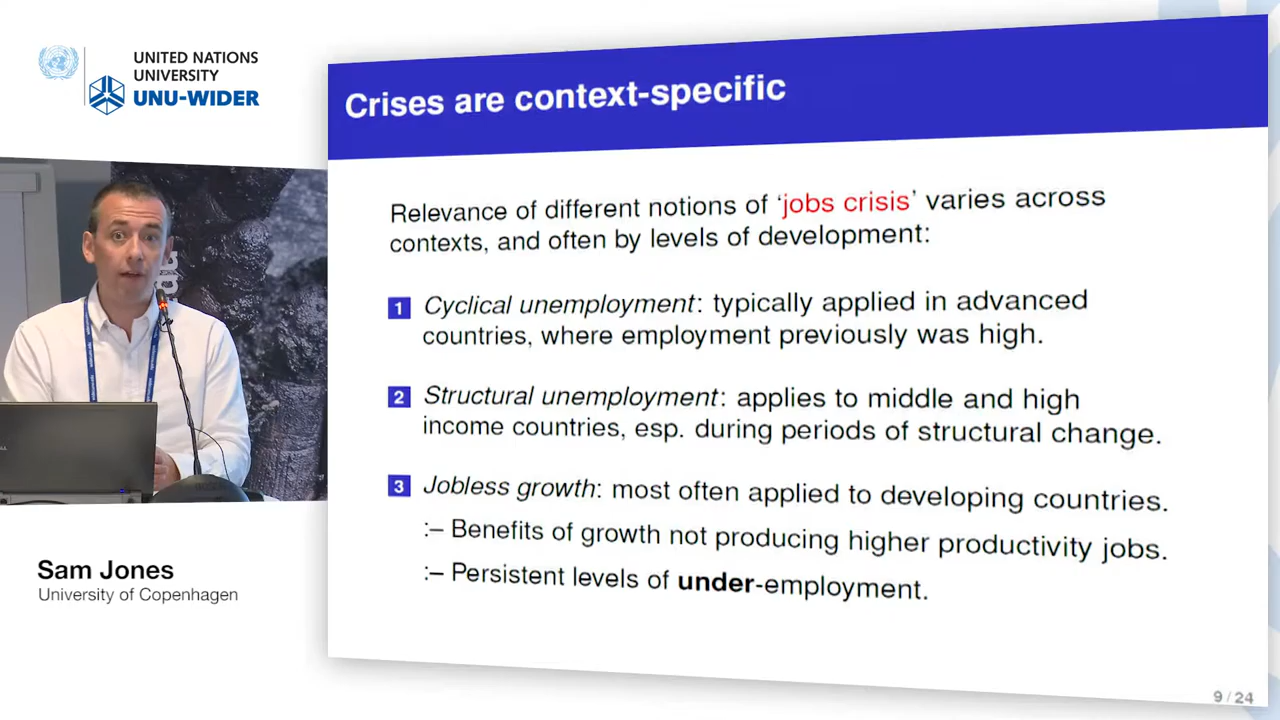 UNITED NATIONS
UNIVERSITY
UNU-WIDER
Crises are context-specific
Relevance of different notions of ‘jobs crisis’ varies across
contexts, and often by levels of development:
1 Cyclical unemployment: typically applied in advanced
countries, where employment previously was high.
2 Structural unemployment: applies to middle and high
income countries, esp. during periods of structural change.
3 Jobless growth: most often applied to developing countries.
:– Benefits of growth not producing higher productivity jobs.
:– Persistent levels of under-employment.
Sam Jones
University of Copenhagen
9 / 24